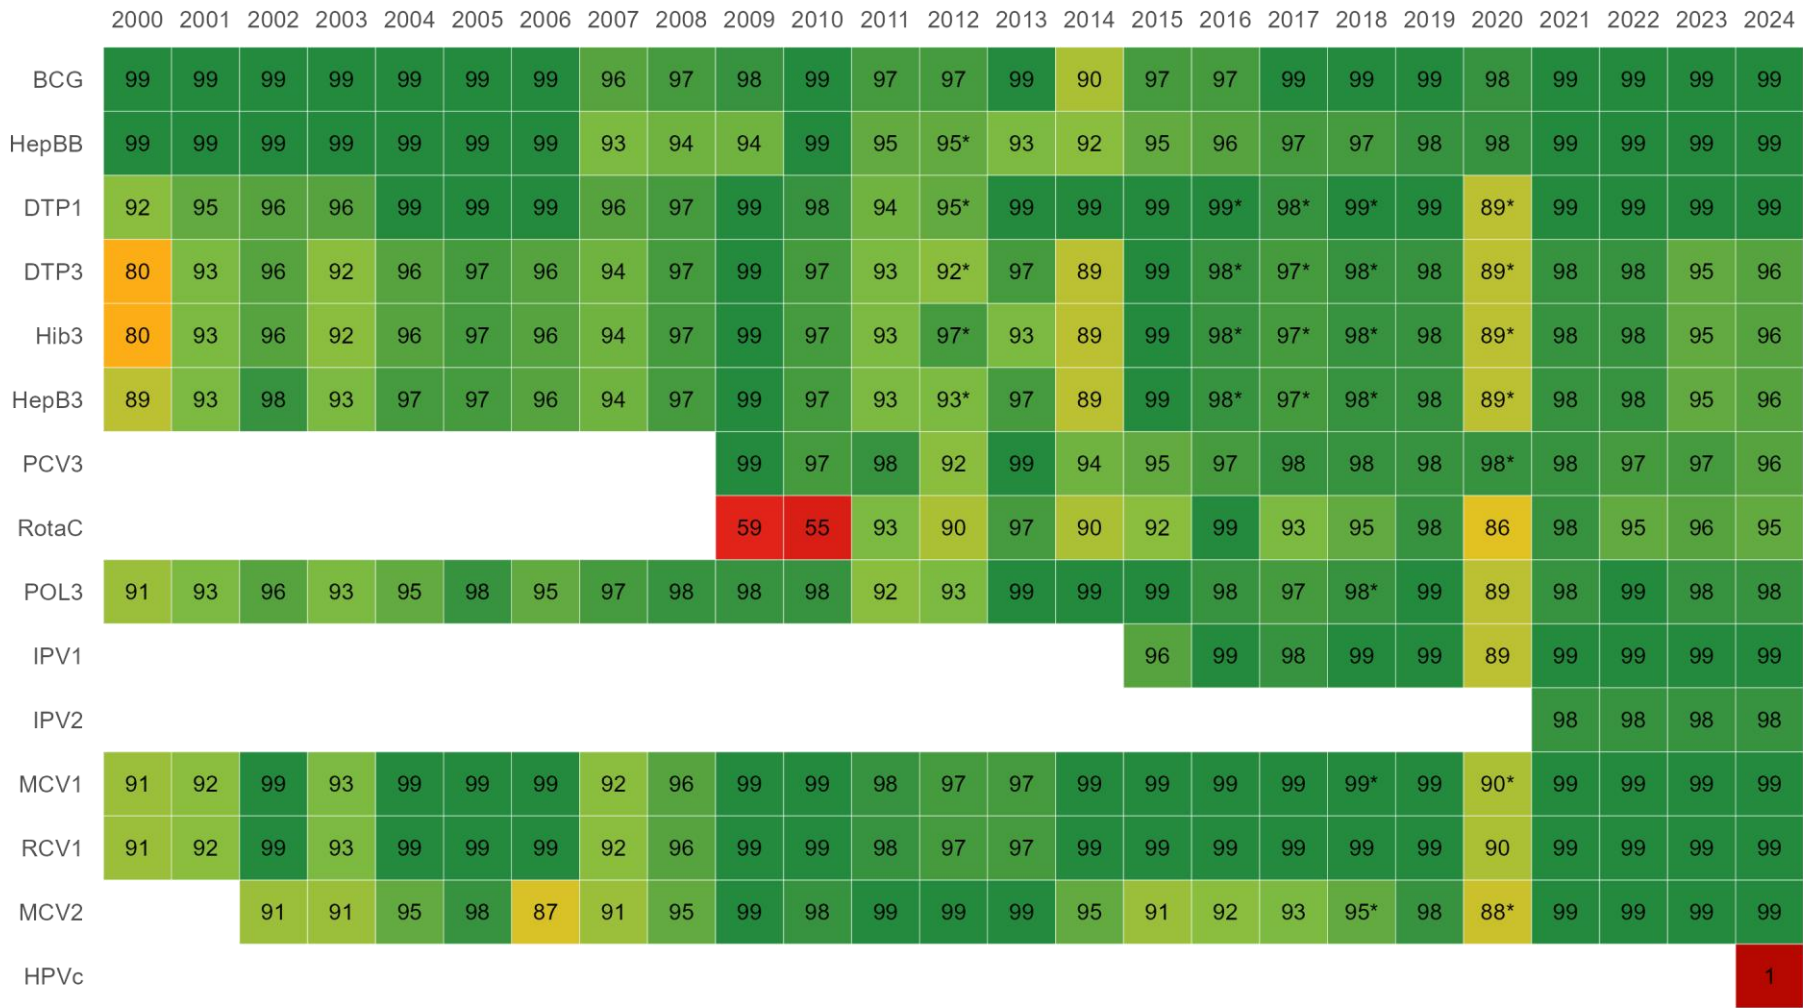 2000 2001 2002 2003 2004 2005 2006 2007 2008 2009 2010 2011 2012 2013 2014 2015 2016 2017 2018 2019 2020 2021 2022 2023 2024
BCG 99 99 99 99 99 99 99 96 97 98 99 97 97 99 90 97 97 99 99 99 98 99 99 99 99
HepBB 99 99 99 99 99 99 99 93 94 94 99 95 95* 93 92 95 96 97 97 98 98 99 99 99 99
DTP1 92 95 96 96 99 99 99 96 97 99 98 94 95* 99 99 99 99* 98* 99* 99 89* 99 99 99 99
DTP3 80 93 96 92 96 97 96 94 97 99 97 93 92* 97 89 99 98* 97* 98* 98 89* 98 98 95 96
Hib3 80 93 96 92 96 97 96 94 97 99 97 93 97* 93 89 99 98* 97* 98* 98 89* 98 98 95 96
HepB3 89 93 98 93 97 97 96 94 97 99 97 93 93* 97 89 99 98* 97* 98* 98 89* 98 98 95 96
PCV3 99 97 98 92 99 94 95 97 98 98 98 98* 98 97 97 96
RotaC 59 55 93 90 97 90 92 99 93 95 98 86 98 95 96 95
POL3 91 93 96 93 95 98 95 97 98 98 98 92 93 99 99 99 98 97 98* 99 89 98 99 98 98
IPV1 96 99 98 99 99 89 99 99 99 99
IPV2 98 98 98 98
MCV1 91 92 99 93 99 99 99 92 96 99 99 98 97 97 99 99 99 99 99* 99 90* 99 99 99 99
RCV1 91 92 99 93 99 99 99 92 96 99 99 98 97 97 99 99 99 99 99 99 90 99 99 99 99
MCV2 91 91 95 98 87 91 95 99 98 99 99 99 95 91 92 93 95* 98 88* 99 99 99 99
HPVc 1